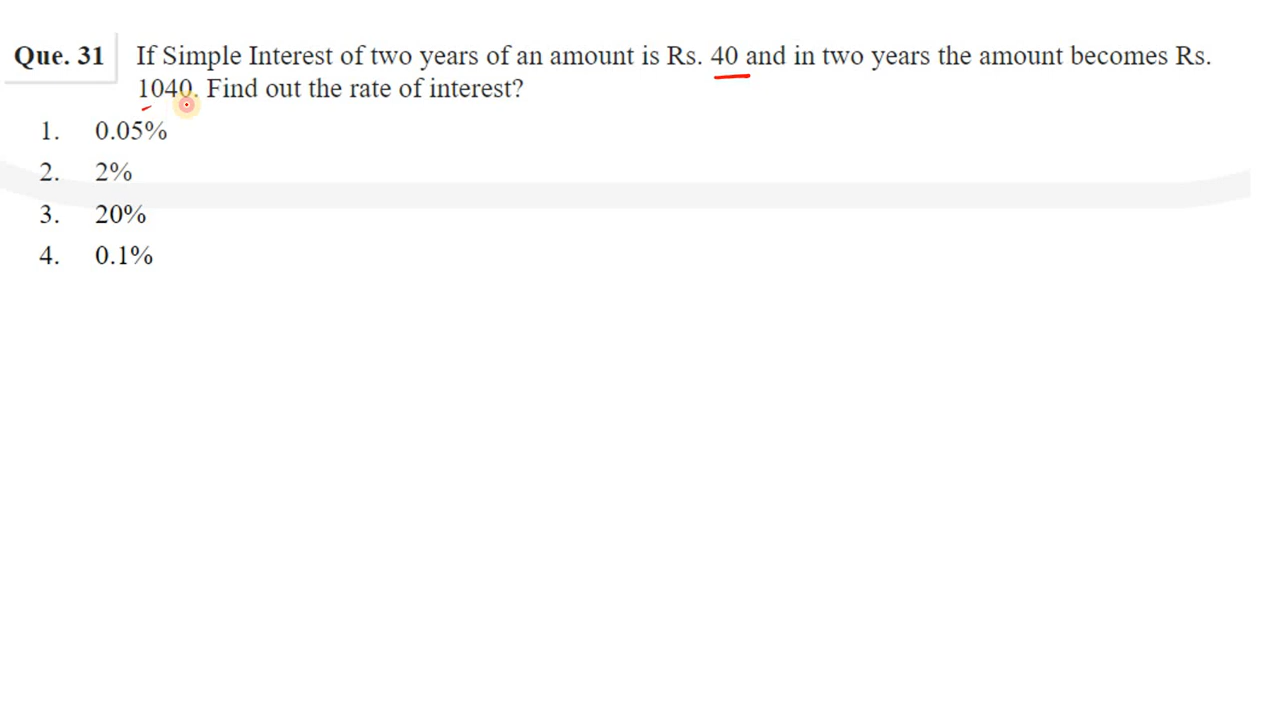 Que. 31 If Simple Interest of two years of an amount is Rs. 40 and in two years the amount becomes Rs.
1040. Find out the rate of interest?
1. 0.05%
2. 2%
3. 20%
4. 0.1%